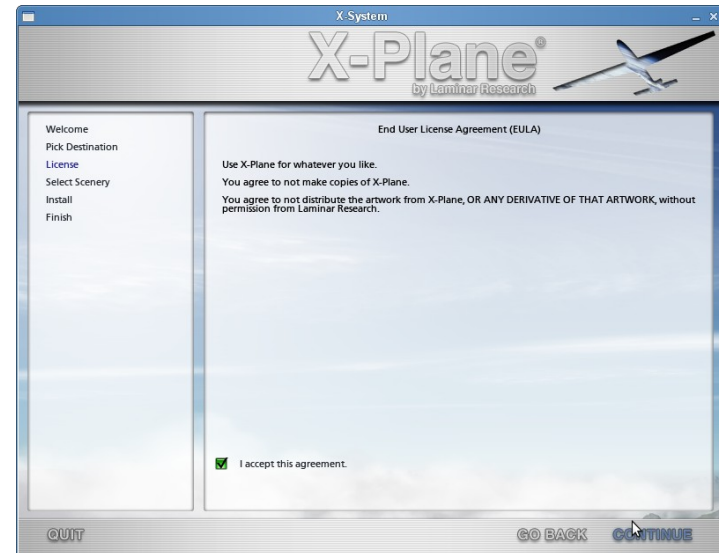 X-System
X-Plane®
by Laminar Research
Welcome
Pick Destination
License
Select Scenery
Install
Finish
End User License Agreement (EULA)
Use X-Plane for whatever you like.
You agree to not make copies of X-Plane.
You agree to not distribute the artwork from X-Plane, OR ANY DERIVATIVE OF THAT ARTWORK, without
permission from Laminar Research.
I accept this agreement.
QUIT
GO BACK
CONTINUE